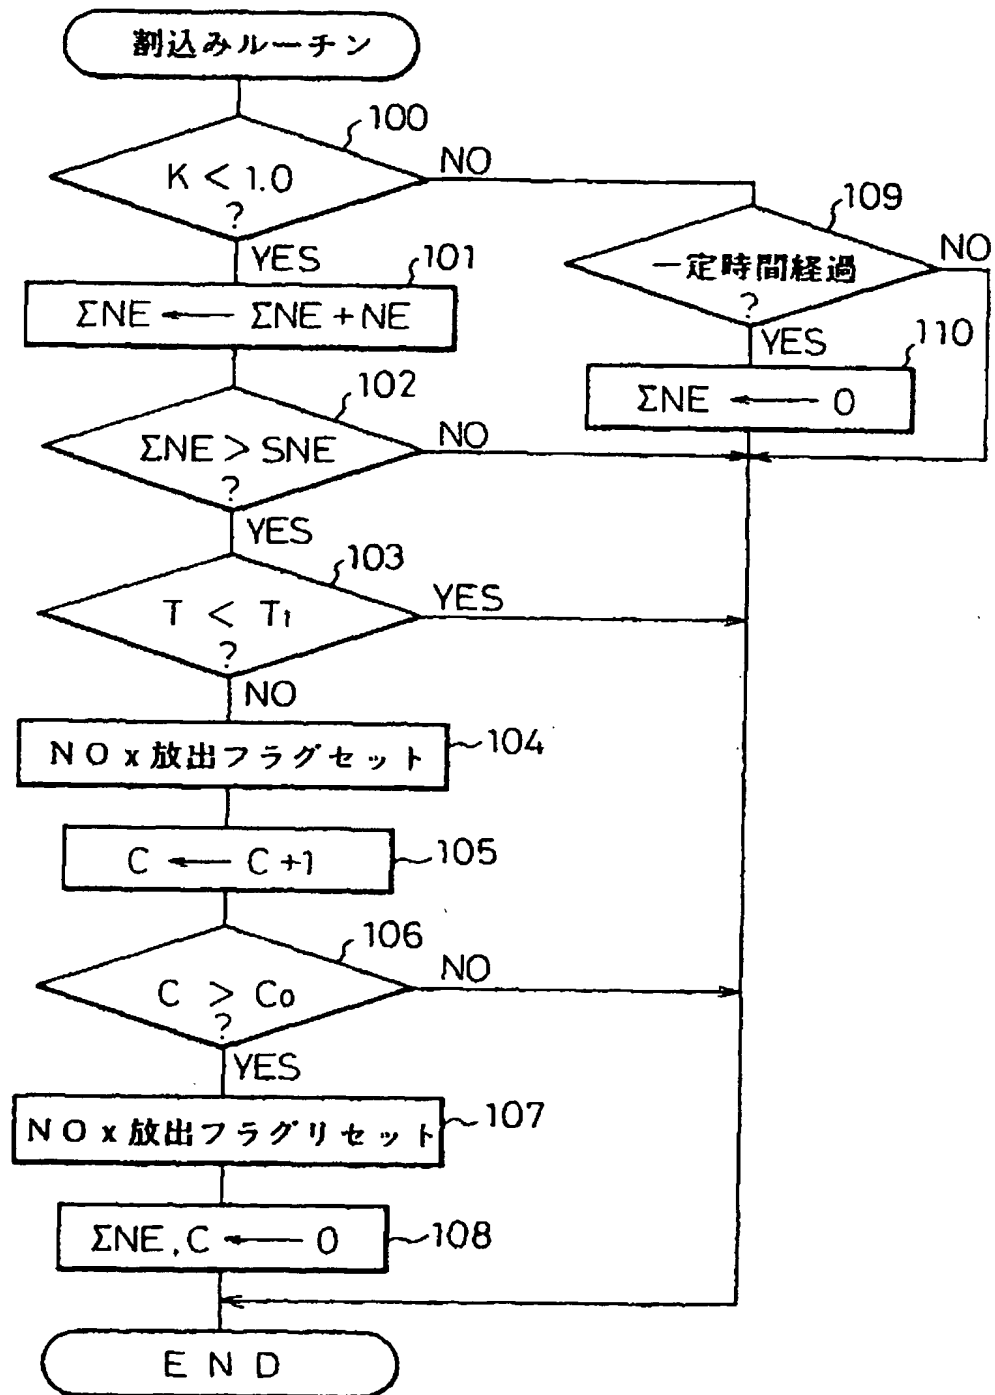 割込みルーチン
100
K < 1.0
?
NO
YES
109
一定時間経過
?
NO
YES
101
ΣNE ← ΣNE + NE
110
ΣNE ← 0
102
ΣNE > SNE
?
NO
YES
103
T < T1
?
YES
NO
NOx放出フラグセット
104
C ← C+1
105
106
C > C0
?
NO
YES
NOx放出フラグリセット
107
ΣNE, C ← 0
108
END